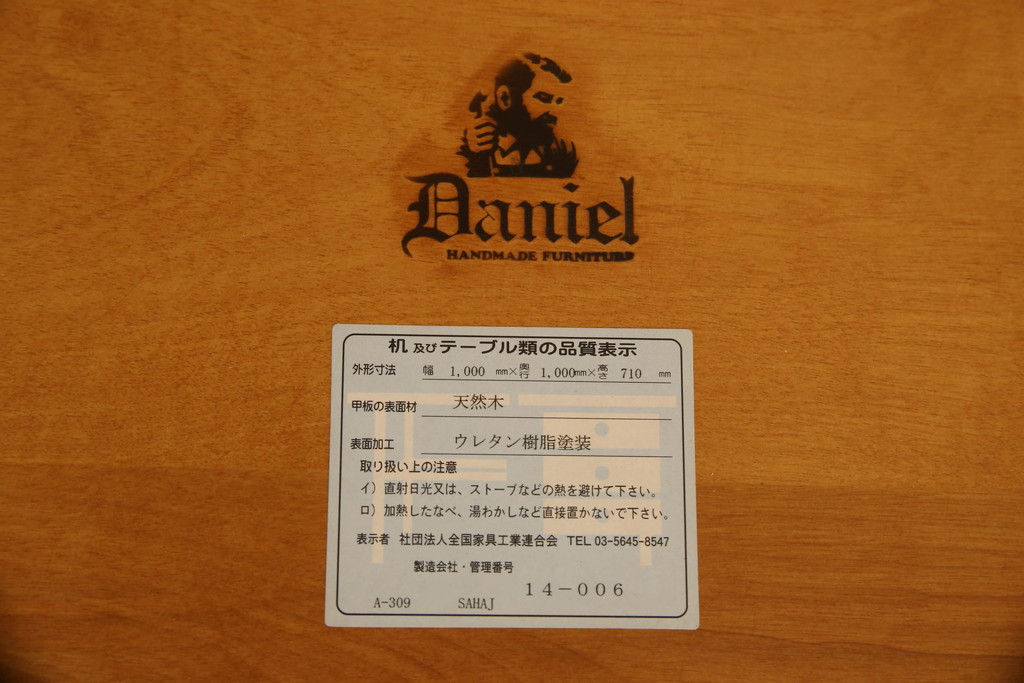 Daniel
HANDMADE FURNITURE
机及びテーブル類の品質表示
外形寸法 幅 1,000 mm×奥行 1,000mm×高さ 710 mm
甲板の表面材 天然木
表面加工 ウレタン樹脂塗装
取り扱い上の注意
イ）直射日光又は、ストーブなどの熱を避けて下さい。
ロ）加熱したなべ、湯わかしなど直接置かないで下さい。
表示者 社団法人全国家具工業連合会 TEL 03-5645-8547
製造会社・管理番号
14-006
A-309 SAHAJ